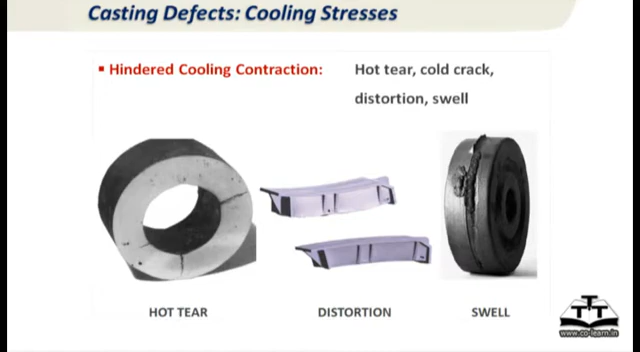 Casting Defects: Cooling Stresses
▪ Hindered Cooling Contraction: Hot tear, cold crack,
distortion, swell
HOT TEAR DISTORTION SWELL
TTT
www.co-learn.in